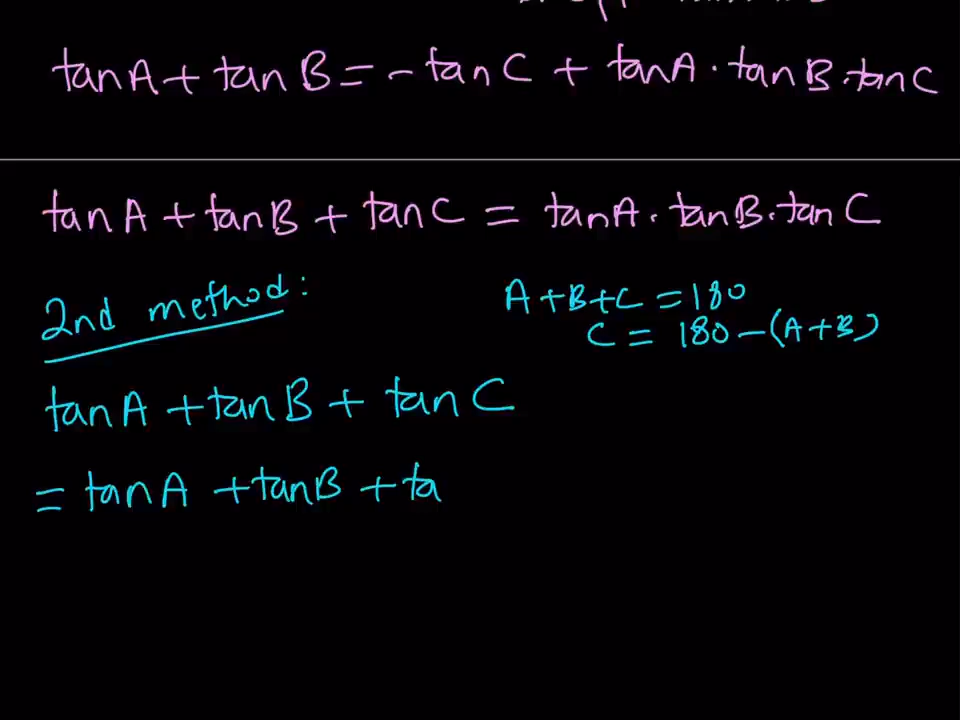 tanA + tanB = - tanC + tanA · tanB · tanC
tanA + tanB + tanC = tanA · tanB · tanC
2nd method:
A + B + C = 180
C = 180 - (A + B)
tanA + tanB + tanC
= tanA + tanB + ta